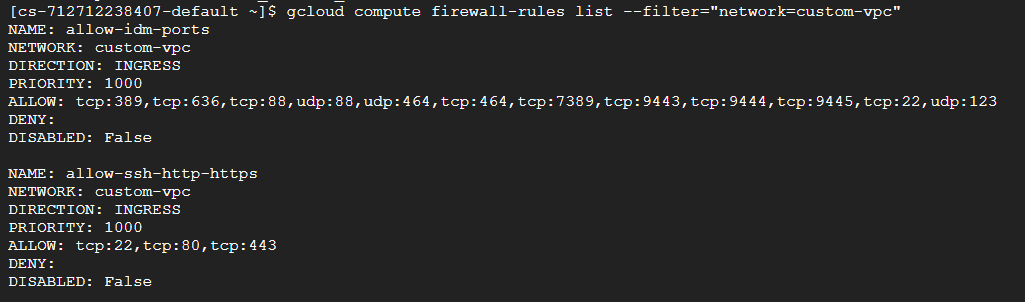 [cs-712712238407-default ~]$ gcloud compute firewall-rules list --filter="network=custom-vpc"
NAME: allow-idm-ports
NETWORK: custom-vpc
DIRECTION: INGRESS
PRIORITY: 1000
ALLOW: tcp:389,tcp:636,tcp:88,udp:88,udp:464,tcp:464,tcp:7389,tcp:9443,tcp:9444,tcp:9445,tcp:22,udp:123
DENY:
DISABLED: False
NAME: allow-ssh-http-https
NETWORK: custom-vpc
DIRECTION: INGRESS
PRIORITY: 1000
ALLOW: tcp:22,tcp:80,tcp:443
DENY:
DISABLED: False